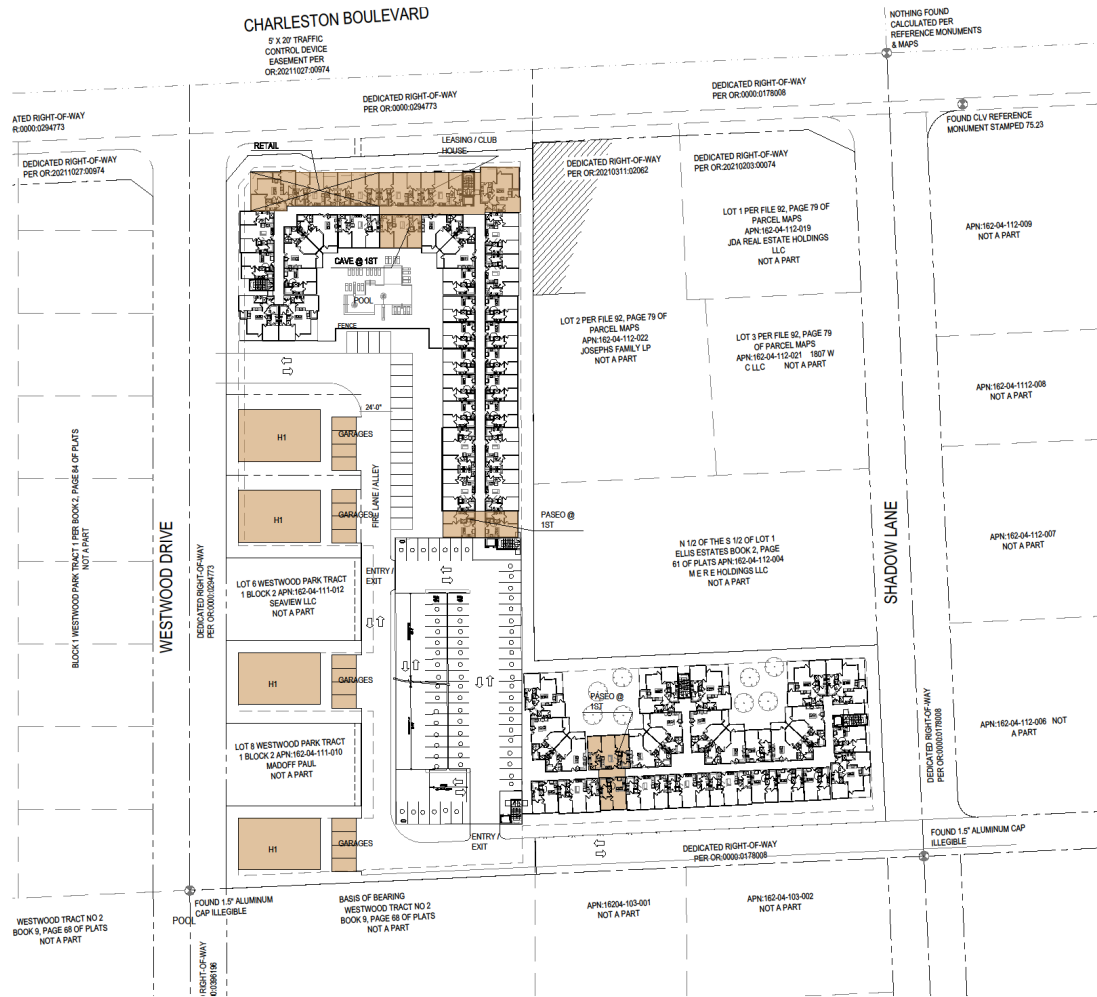 CHARLESTON BOULEVARD
5' X 20' TRAFFIC
CONTROL DEVICE
EASEMENT PER
OR:20211027:00974
NOTHING FOUND
CALCULATED PER
REFERENCE MONUMENTS
& MAPS
DEDICATED RIGHT-OF-WAY
PER OR:0000:0294773
DEDICATED RIGHT-OF-WAY
PER OR:0000:0178008
ATED RIGHT-OF-WAY
R:0000:0294773
FOUND CLV REFERENCE
MONUMENT STAMPED 75.23
DEDICATED RIGHT-OF-WAY
PER OR:20211027:00974
RETAIL
LEASING / CLUB
HOUSE
DEDICATED RIGHT-OF-WAY
PER OR:20210311:02062
DEDICATED RIGHT-OF-WAY
PER OR:20210203:00074
LOT 1 PER FILE 92, PAGE 79 OF
PARCEL MAPS
APN:162-04-112-019
JDA REAL ESTATE HOLDINGS
LLC
NOT A PART
APN:162-04-112-009
NOT A PART
CAVE @ 1ST
POOL
FENCE
LOT 2 PER FILE 92, PAGE 79 OF
PARCEL MAPS
APN:162-04-112-022
JOSEPHS FAMILY LP
NOT A PART
LOT 3 PER FILE 92, PAGE 79
OF PARCEL MAPS
APN:162-04-112-021 1807 W
C LLC NOT A PART
APN:162-04-1112-008
NOT A PART
24'-0"
H1
GARAGES
H1
GARAGES
FIRE LANE / ALLEY
BLOCK 1 WESTWOOD PARK TRACT 1 PER BOOK 2, PAGE 84 OF PLATS
NOT A PART
WESTWOOD DRIVE
DEDICATED RIGHT-OF-WAY
PER OR:0000:0294773
PASEO @
1ST
N 1/2 OF THE S 1/2 OF LOT 1
ELLIS ESTATES BOOK 2, PAGE
61 OF PLATS APN:162-04-112-004
M E R E HOLDINGS LLC
NOT A PART
SHADOW LANE
APN:162-04-112-007
NOT A PART
LOT 6 WESTWOOD PARK TRACT
1 BLOCK 2 APN:162-04-111-012
SEAVIEW LLC
NOT A PART
ENTRY /
EXIT
H1
GARAGES
PASEO @
1ST
DEDICATED RIGHT-OF-WAY
PER OR:0000:0178008
APN:162-04-112-006 NOT
A PART
LOT 8 WESTWOOD PARK TRACT
1 BLOCK 2 APN:162-04-111-010
MADOFF PAUL
NOT A PART
H1
GARAGES
ENTRY /
EXIT
DEDICATED RIGHT-OF-WAY
PER OR:0000:0178008
FOUND 1.5" ALUMINUM CAP
ILLEGIBLE
FOUND 1.5" ALUMINUM
CAP ILLEGIBLE
POOL
WESTWOOD TRACT NO 2
BOOK 9, PAGE 68 OF PLATS
NOT A PART
BASIS OF BEARING
WESTWOOD TRACT NO 2
BOOK 9, PAGE 68 OF PLATS
NOT A PART
APN:16204-103-001
NOT A PART
APN:162-04-103-002
NOT A PART
RIGHT-OF-WAY
0:0396196